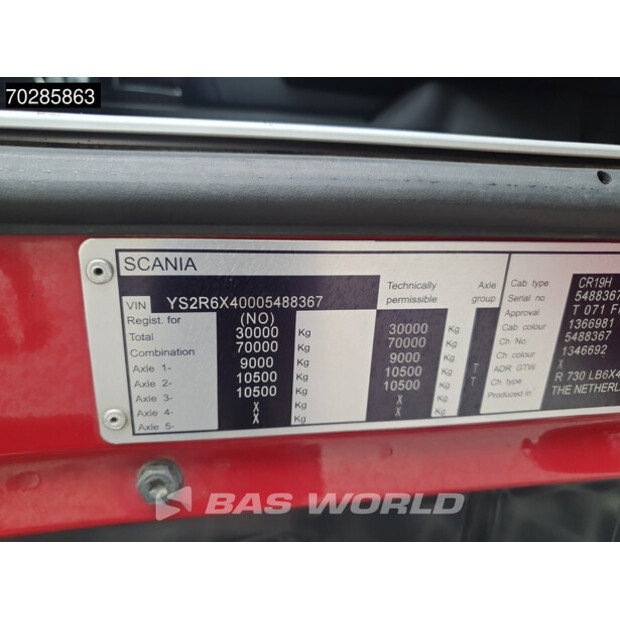 70285863
SCANIA
VIN YS2R6X40005488367
Regist. for (NO)
Total 30000 Kg
Combination 70000 Kg
Axle 1- 9000 Kg
Axle 2- 10500 Kg
Axle 3- 10500 Kg
Axle 4- X Kg
Axle 5- X Kg
Technically permissible
30000 Kg
70000 Kg
9000 Kg
10500 Kg
10500 Kg
X Kg
X Kg
Axle group
T
T
Cab type CR19H
Serial no 5488367
Approval T 071
Cab colour 1366981
Ch No 5488367
Ch colour 1346692
ADR GTW X
Ch type R 730 LB6X4
Produced in THE
BAS WORLD